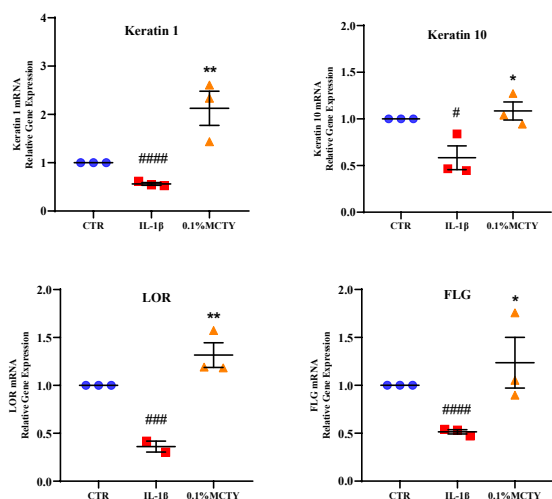 Keratin 1
Keratin 1 mRNA
Relative Gene Expression
4
3
2
1
0
####
**
CTR
IL-1β
0.1%MCTY
Keratin 10
Keratin 10 mRNA
Relative Gene Expression
2.0
1.5
1.0
0.5
0.0
#
*
CTR
IL-1β
0.1%MCTY
LOR
LOR mRNA
Relative Gene Expression
2.0
1.5
1.0
0.5
0.0
###
**
CTR
IL-1ß
0.1%MCTY
FLG
FLG mRNA
Relative Gene Expression
2.0
1.5
1.0
0.5
0.0
####
*
CTR
IL-1ß
0.1%MCTY